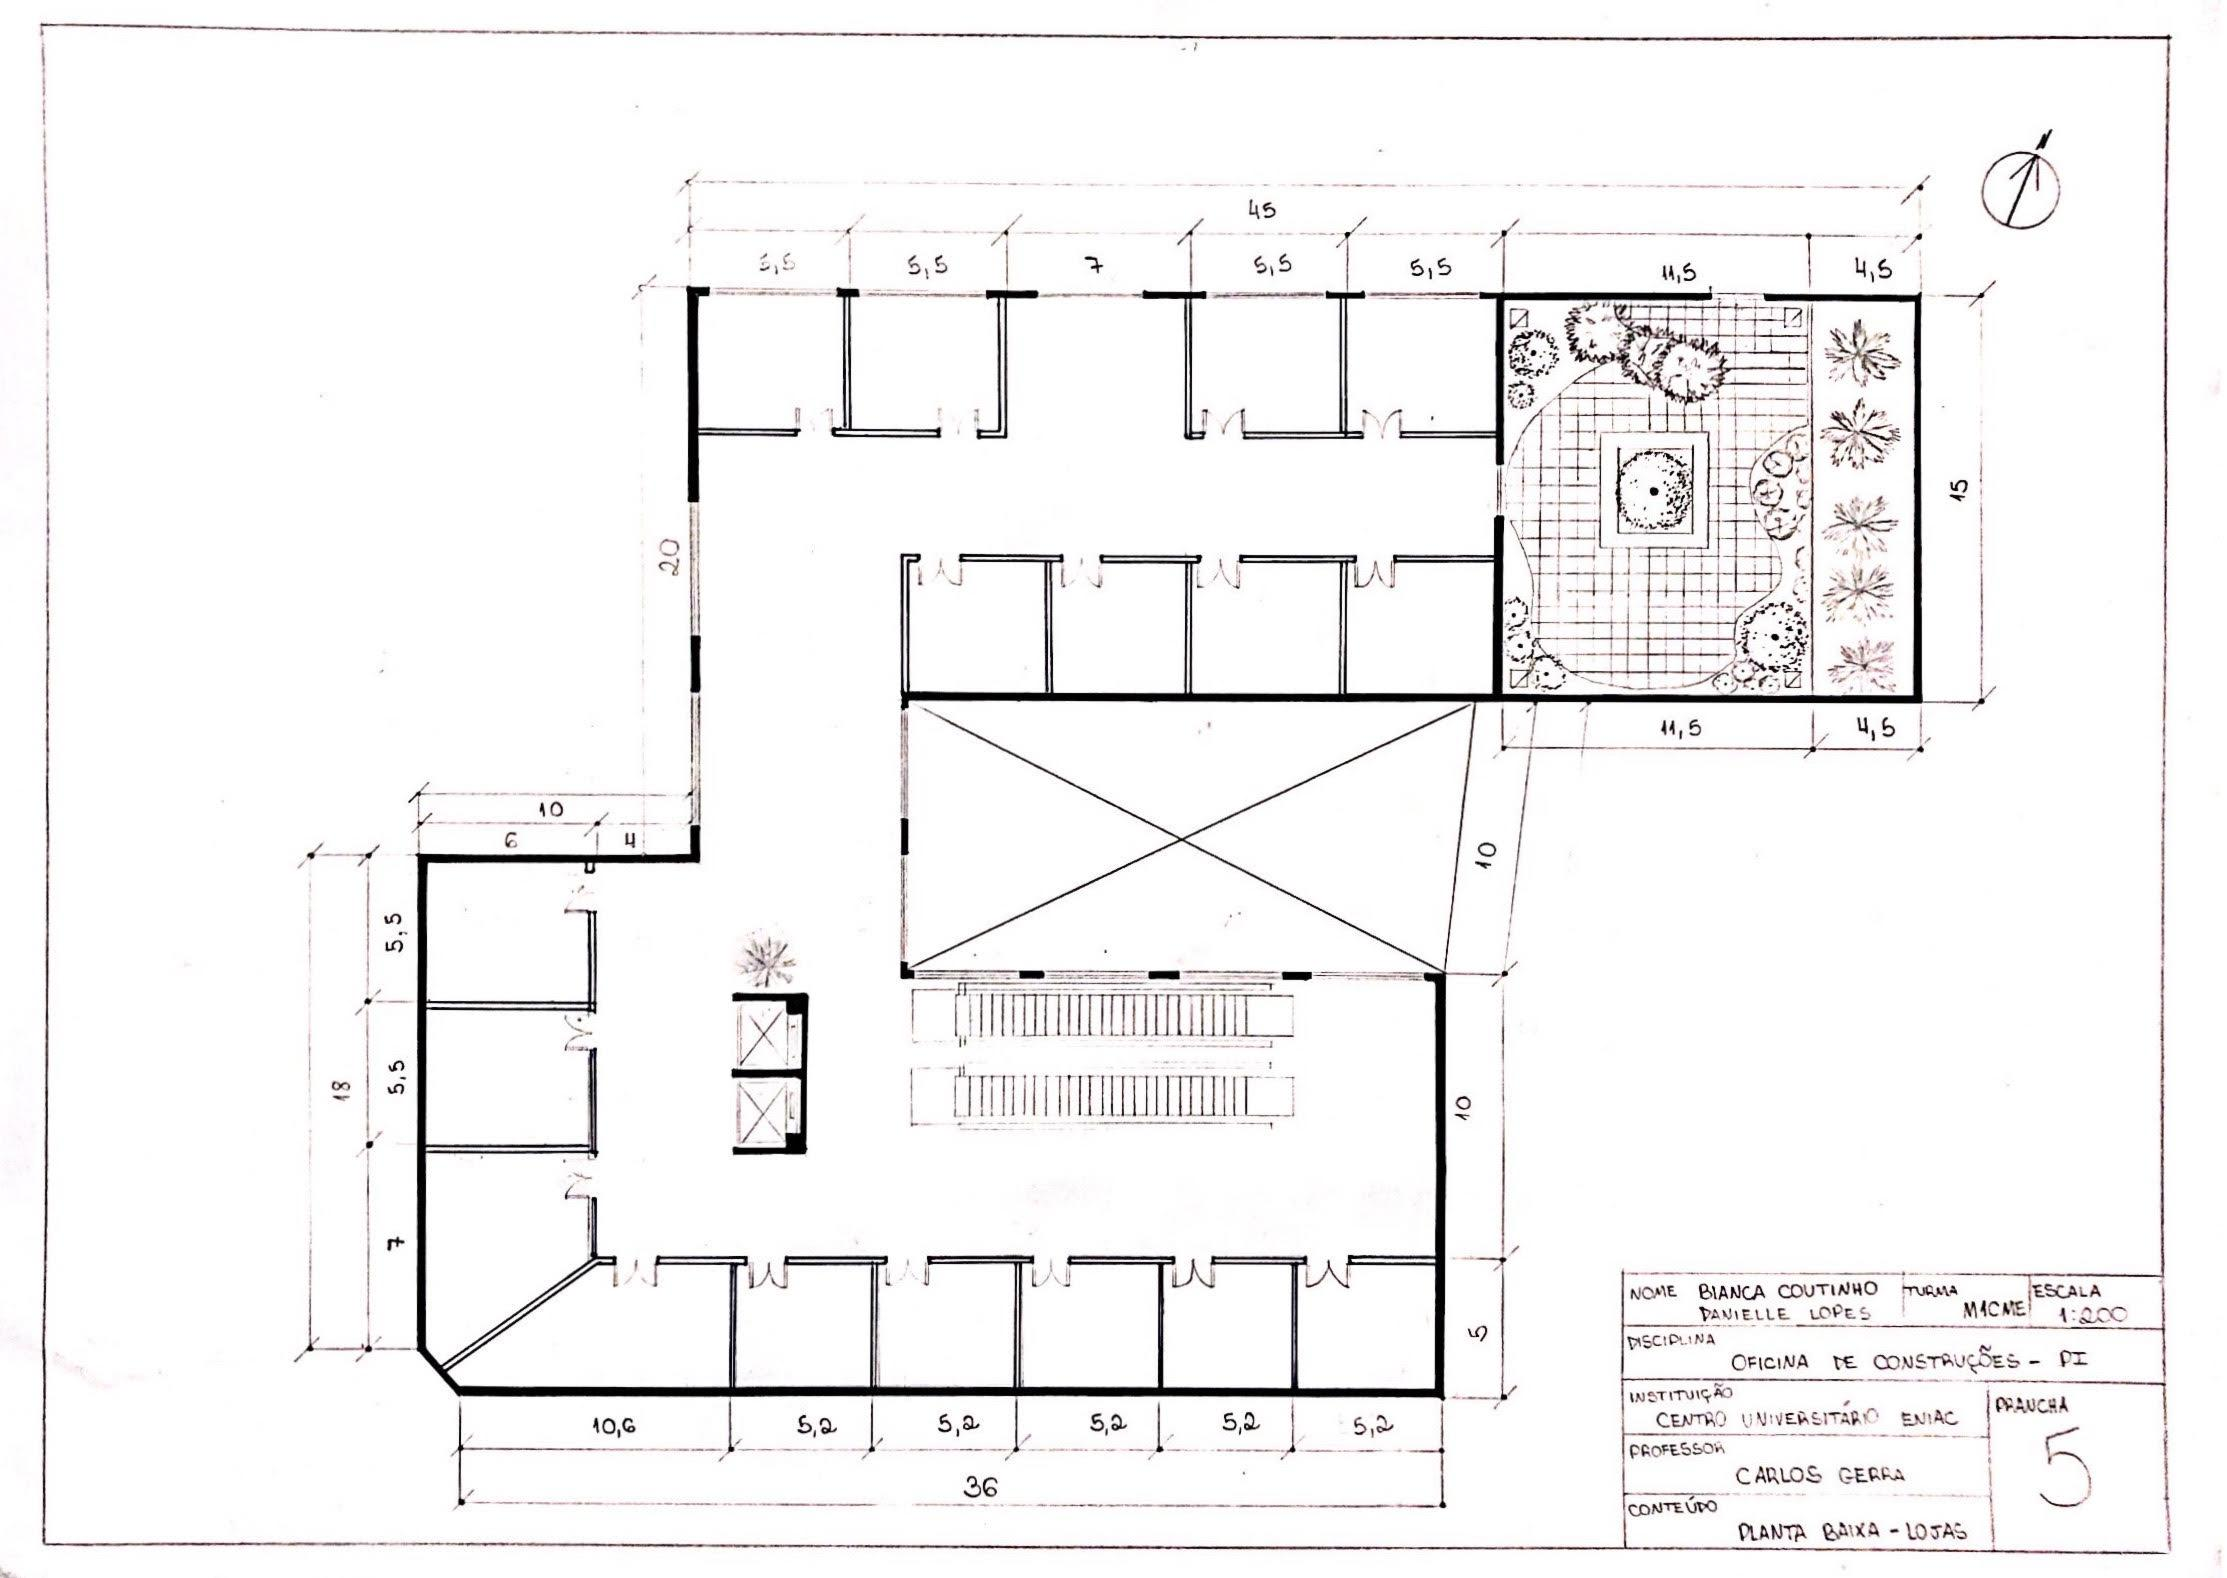 N
45
5,5
5,5
7
5,5
5,5
11,5
4,5
20
15
11,5
4,5
10
6
4
10
5,5
5,5
18
7
10
5
10,6
5,2
5,2
5,2
5,2
5,2
36
NOME BIANCA COUTINHO
DANIELLE LOPES
TURMA
M1CME
ESCALA
1:200
DISCIPLINA
OFICINA DE CONSTRUÇÕES - PI
INSTITUIÇÃO
CENTRO UNIVERSITÁRIO ENIAC
PRANCHA
5
PROFESSOR
CARLOS GERRA
CONTEÚDO
PLANTA BAIXA - LOJAS